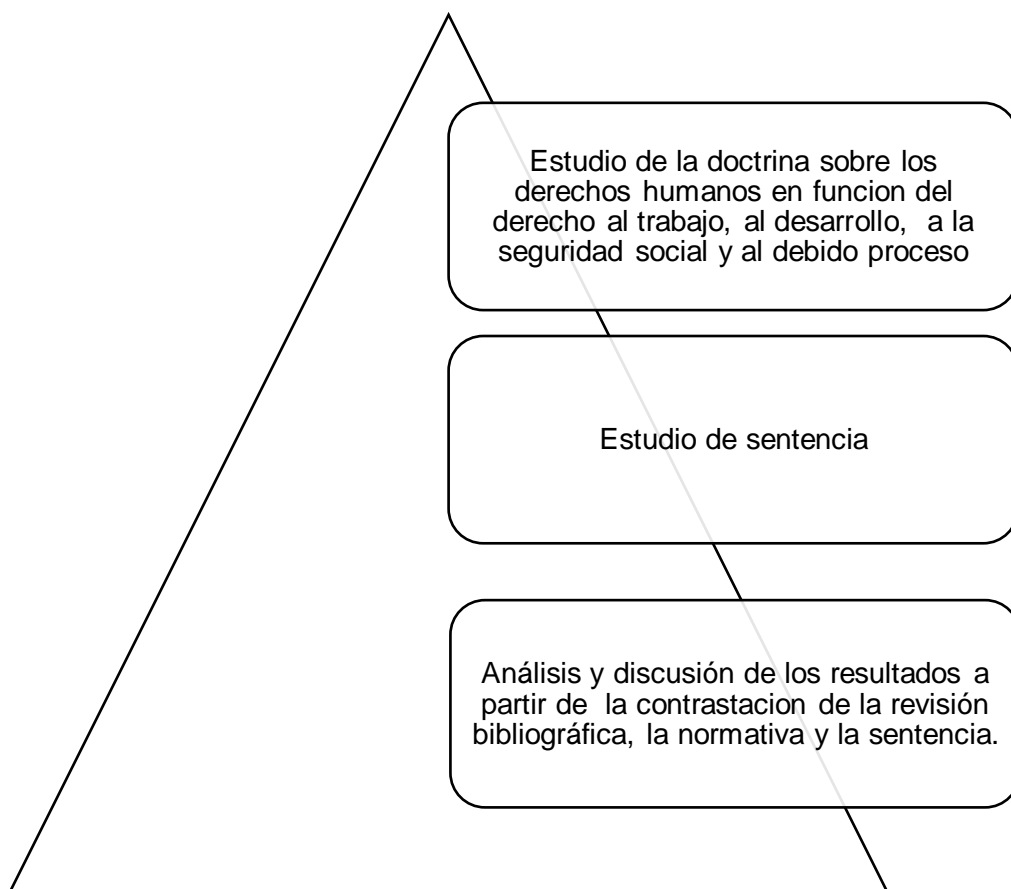 Estudio de la doctrina sobre los
derechos humanos en funcion del
derecho al trabajo, al desarrollo, a la
seguridad social y al debido proceso
Estudio de sentencia
Análisis y discusión de los resultados a
partir de la contrastacion de la revisión
bibliográfica, la normativa y la sentencia.